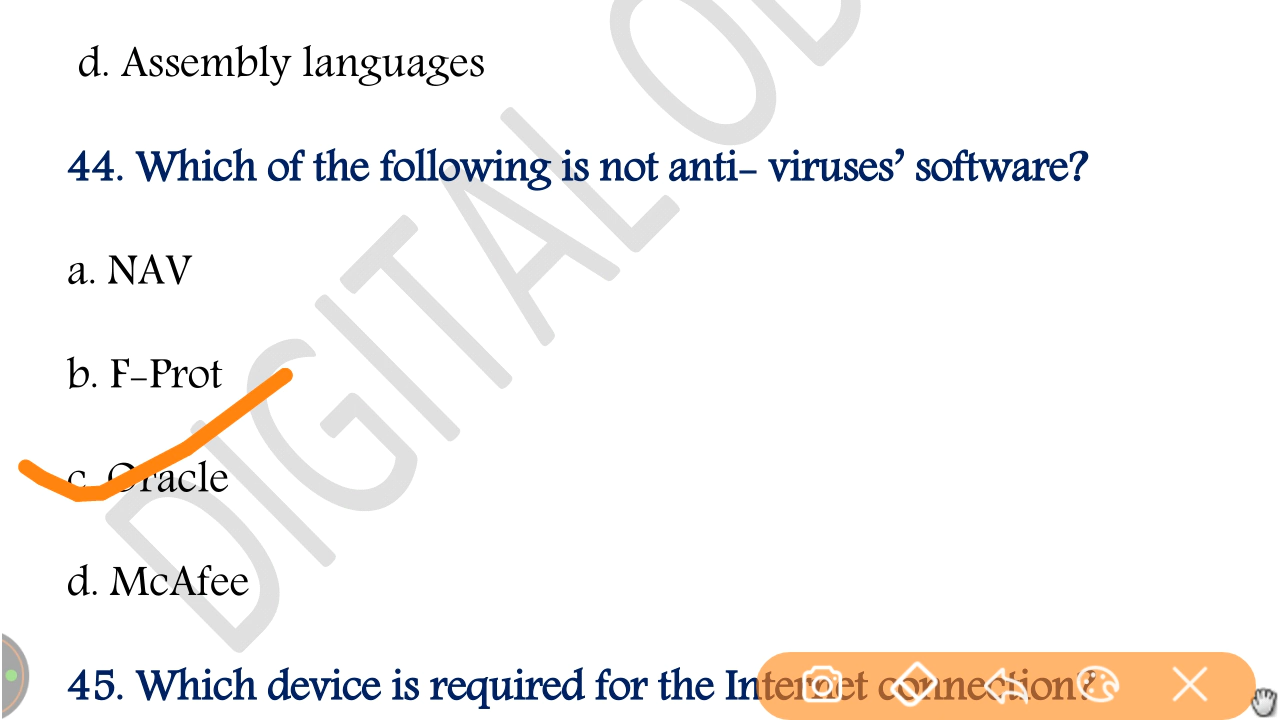 d. Assembly languages
44. Which of the following is not anti- viruses’ software?
a. NAV
b. F-Prot
c. Oracle
d. McAfee
45. Which device is required for the Internet connection?
DIGITAL OD